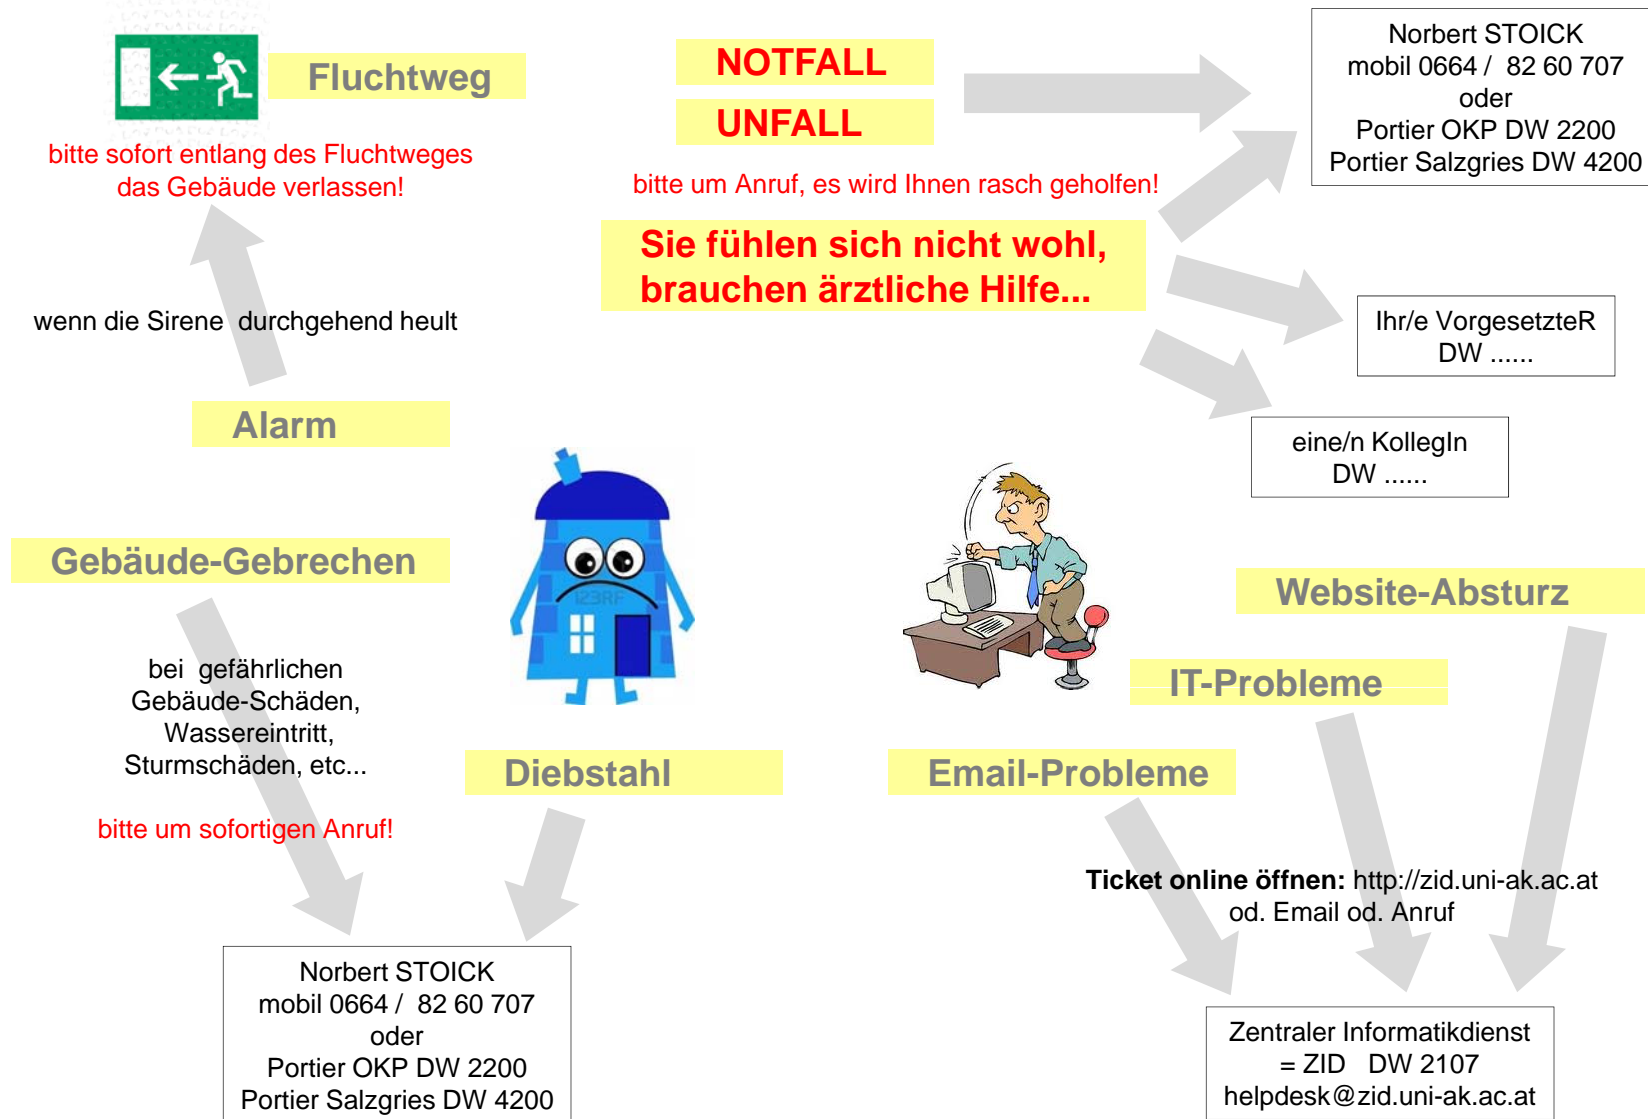 Fluchtweg
bitte sofort entlang des Fluchtweges
das Gebäude verlassen!
wenn die Sirene durchgehend heult
Alarm
NOTFALL
UNFALL
bitte um Anruf, es wird Ihnen rasch geholfen!
Sie fühlen sich nicht wohl,
brauchen ärztliche Hilfe...
Norbert STOICK
mobil 0664 / 82 60 707
oder
Portier OKP DW 2200
Portier Salzgries DW 4200
Ihr/e VorgesetzteR
DW ......
eine/n KollegIn
DW ......
Gebäude-Gebrechen
bei gefährlichen
Gebäude-Schäden,
Wassereintritt,
Sturmschäden, etc...
bitte um sofortigen Anruf!
123RF
Diebstahl
Norbert STOICK
mobil 0664 / 82 60 707
oder
Portier OKP DW 2200
Portier Salzgries DW 4200
Website-Absturz
IT-Probleme
Email-Probleme
Ticket online öffnen: http://zid.uni-ak.ac.at
od. Email od. Anruf
Zentraler Informatikdienst
= ZID DW 2107
helpdesk@zid.uni-ak.ac.at